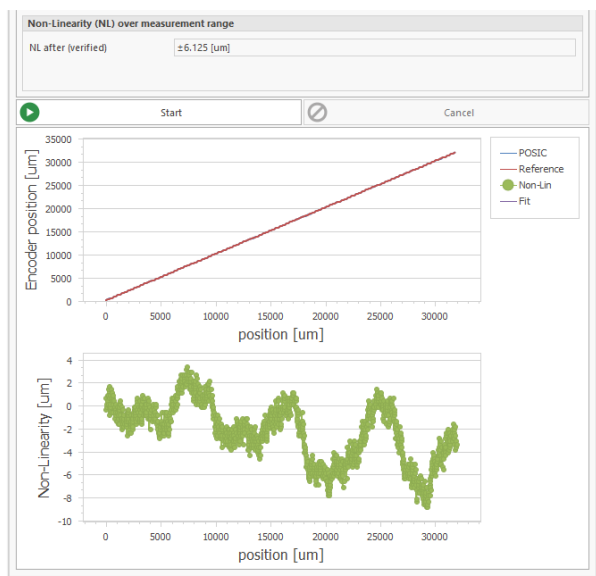 Non-Linearity (NL) over measurement range
NL after (verified) ±6.125 [um]
Start Cancel
35000
30000
25000
20000
15000
10000
5000
0
Encoder position [um]
0 5000 10000 15000 20000 25000 30000
position [um]
POSIC
Reference
Non-Lin
Fit
4
2
0
-2
-4
-6
-8
-10
Non-Linearity [um]
0 5000 10000 15000 20000 25000 30000
position [um]